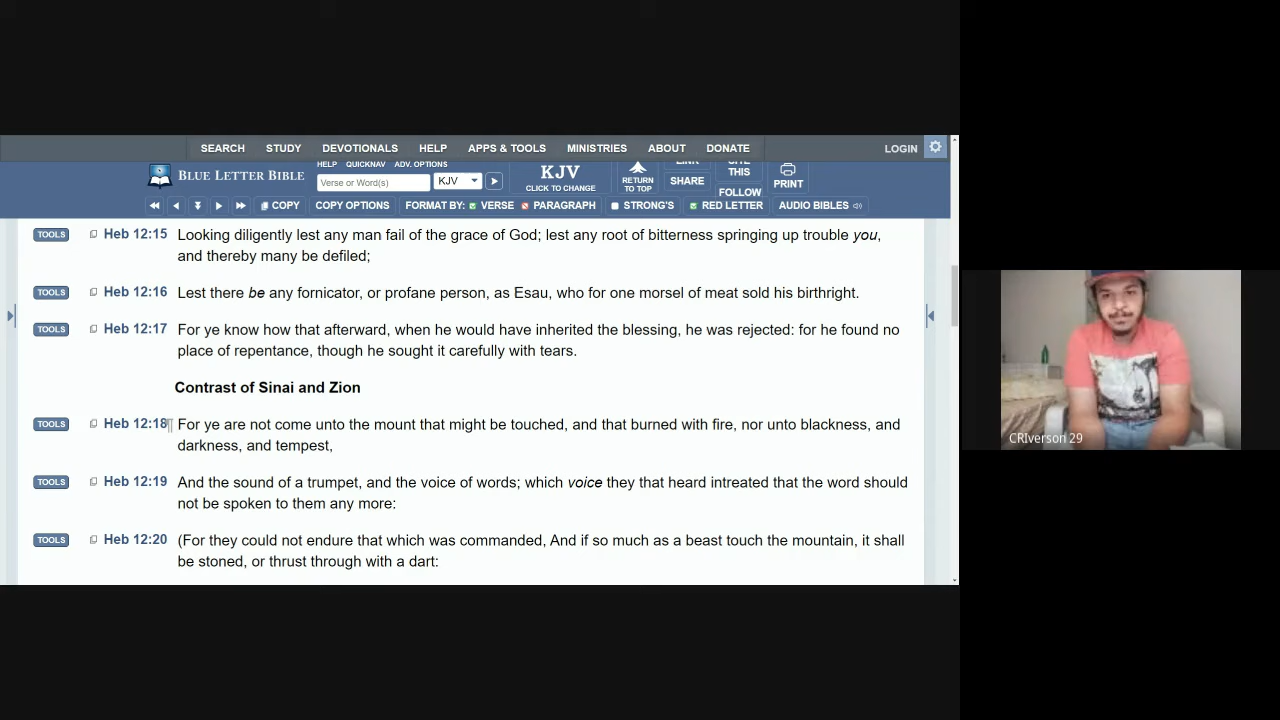 SEARCH STUDY DEVOTIONALS HELP APPS & TOOLS MINISTRIES ABOUT DONATE LOGIN
HELP QUICKNAV ADV. OPTIONS
BLUE LETTER BIBLE Verse or Word(s) KJV
KJV
CLICK TO CHANGE
RETURN
TO TOP
LINK
SHARE
CITE
THIS
FOLLOW
PRINT
COPY COPY OPTIONS FORMAT BY: VERSE PARAGRAPH STRONG'S RED LETTER AUDIO BIBLES
TOOLS Heb 12:15 Looking diligently lest any man fail of the grace of God; lest any root of bitterness springing up trouble you,
and thereby many be defiled;
TOOLS Heb 12:16 Lest there be any fornicator, or profane person, as Esau, who for one morsel of meat sold his birthright.
TOOLS Heb 12:17 For ye know how that afterward, when he would have inherited the blessing, he was rejected: for he found no
place of repentance, though he sought it carefully with tears.
Contrast of Sinai and Zion
TOOLS Heb 12:18¶ For ye are not come unto the mount that might be touched, and that burned with fire, nor unto blackness, and
darkness, and tempest,
TOOLS Heb 12:19 And the sound of a trumpet, and the voice of words; which voice they that heard intreated that the word should
not be spoken to them any more:
TOOLS Heb 12:20 (For they could not endure that which was commanded, And if so much as a beast touch the mountain, it shall
be stoned, or thrust through with a dart:
CRIverson 29